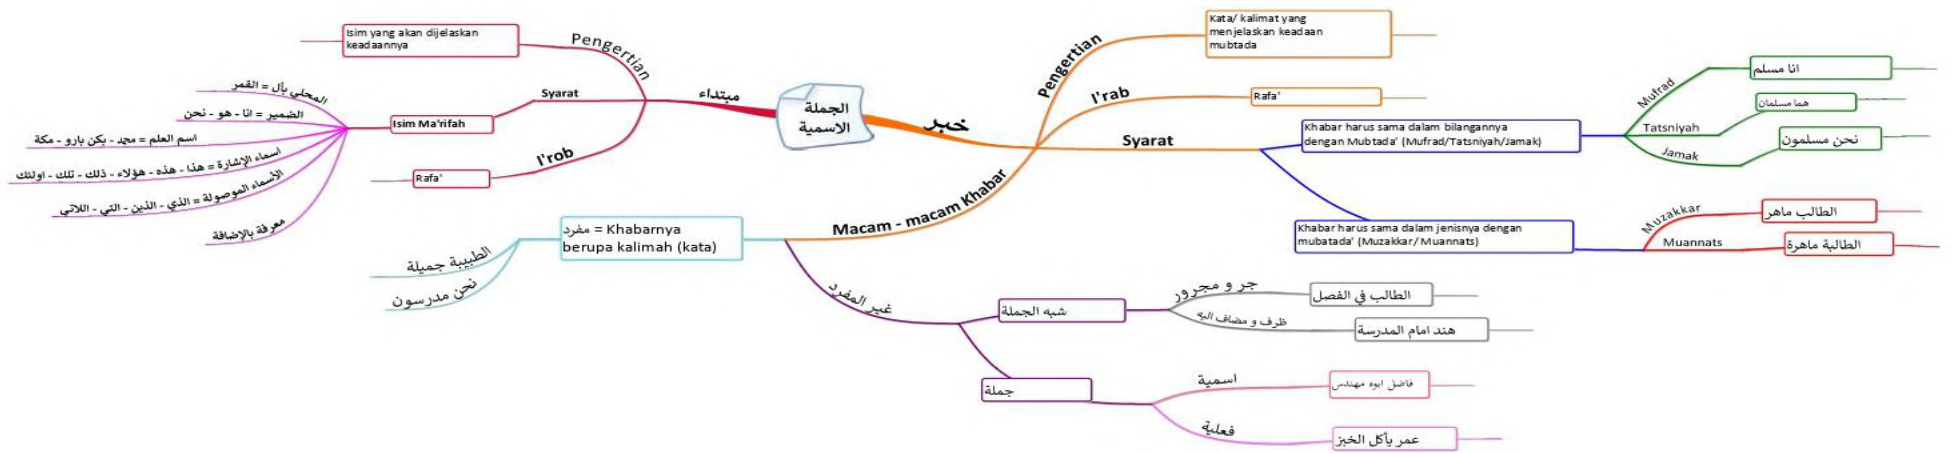 الجملة
الاسمية
مبتداء
Pengertian
Isim yang akan dijelaskan
keadaannya
Syarat
Isim Ma'rifah
المحلي بأل = القمر
الضمير = انا - هو - نحن
اسم العلم = محمد - يكن بارو - مكة
اسماء الإشارة = هذا - هذه - هؤلاء - ذلك - تلك - اولئك
الأسماء الموصولة = الذي - الذين - التي - اللاتي
معرفة بالإضافة
I'rob
Rafa'
خبر
Pengertian
Kata/ kalimat yang
menjelaskan keadaan
mubtada
I'rab
Rafa'
Syarat
Khabar harus sama dalam bilangannya
dengan Mubtada' (Mufrad/Tatsniyah/Jamak)
Mufrad
انا مسلم
Tatsniyah
هما مسلمان
Jamak
نحن مسلمون
Khabar harus sama dalam jenisnya dengan
mubatada' (Muzakkar/ Muannats)
Muzakkar
الطالب ماهر
Muannats
الطالبة ماهرة
Macam - macam Khabar
مفرد = Khabarnya
berupa kalimah (kata)
الطبيبة جميلة
نحن مدرسون
غير المفرد
شبه الجملة
جر و مجرور
الطالب في الفصل
ظرف و مضاف اليه
هند امام المدرسة
جملة
اسمية
فاضل ابوه مهندس
فعلية
عمر يأكل الخبز